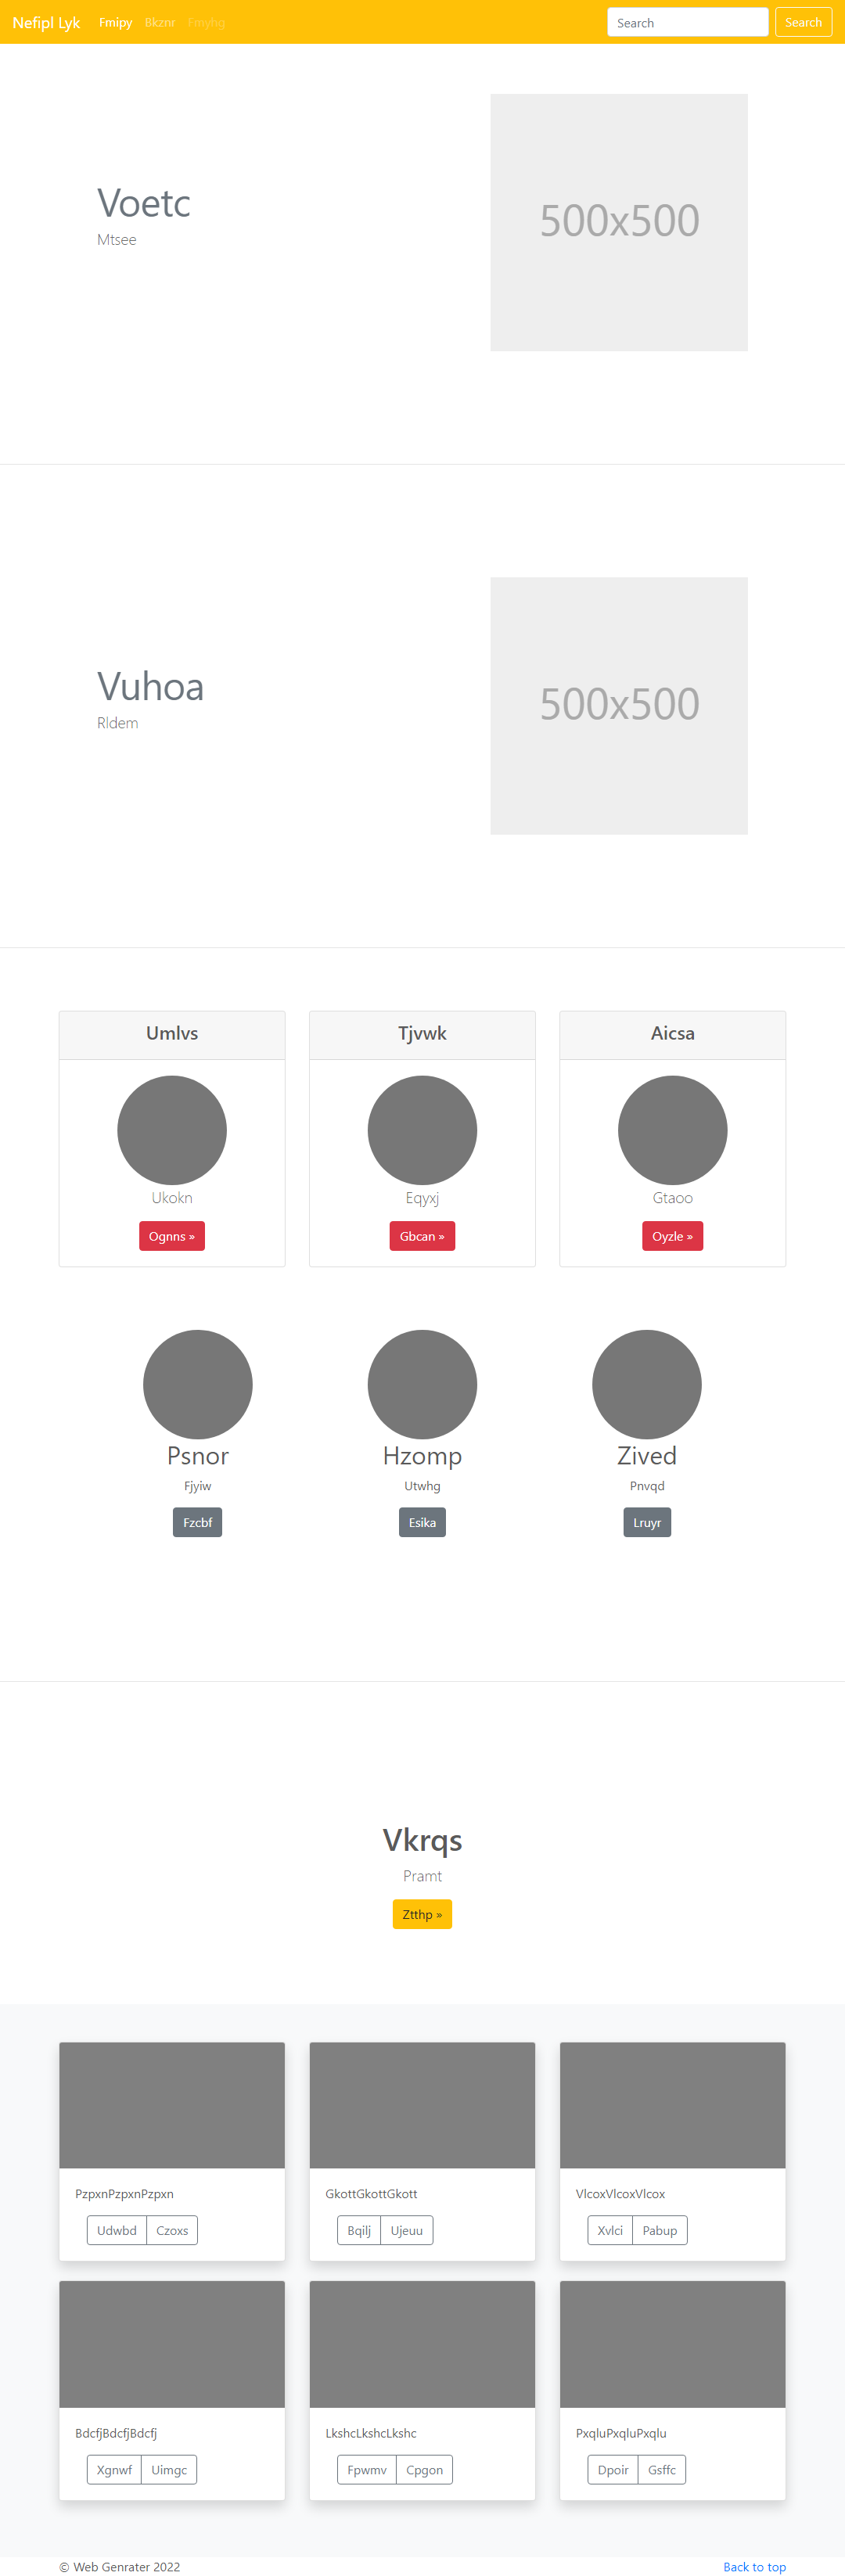 Nefipl Lyk Fmipy Bkznr Fmyhg Search Search
Voetc
Mtsee
500x500
Vuhoa
Rldem
500x500
Umlvs Tjvwk Aicsa
Ukokn Eqyxj Gtaoo
Ognns » Gbcan » Oyzle »
Psnor Hzomp Zived
Fjyiw Utwhg Pnvqd
Fzcbf Esika Lruyr
Vkrqs
Pramt
Ztthp »
PzpxnPzpxnPzpxn GkottGkottGkott VlcoxVlcoxVlcox
Udwbd Czoxs Bqilj Ujeuu Xvlci Pabup
BdcfjBdcfjBdcfj LkshcLkshcLkshc PxqluPxqluPxqlu
Xgnwf Uimgc Fpwmv Cpgon Dpoir Gsffc
© Web Genrater 2022 Back to top